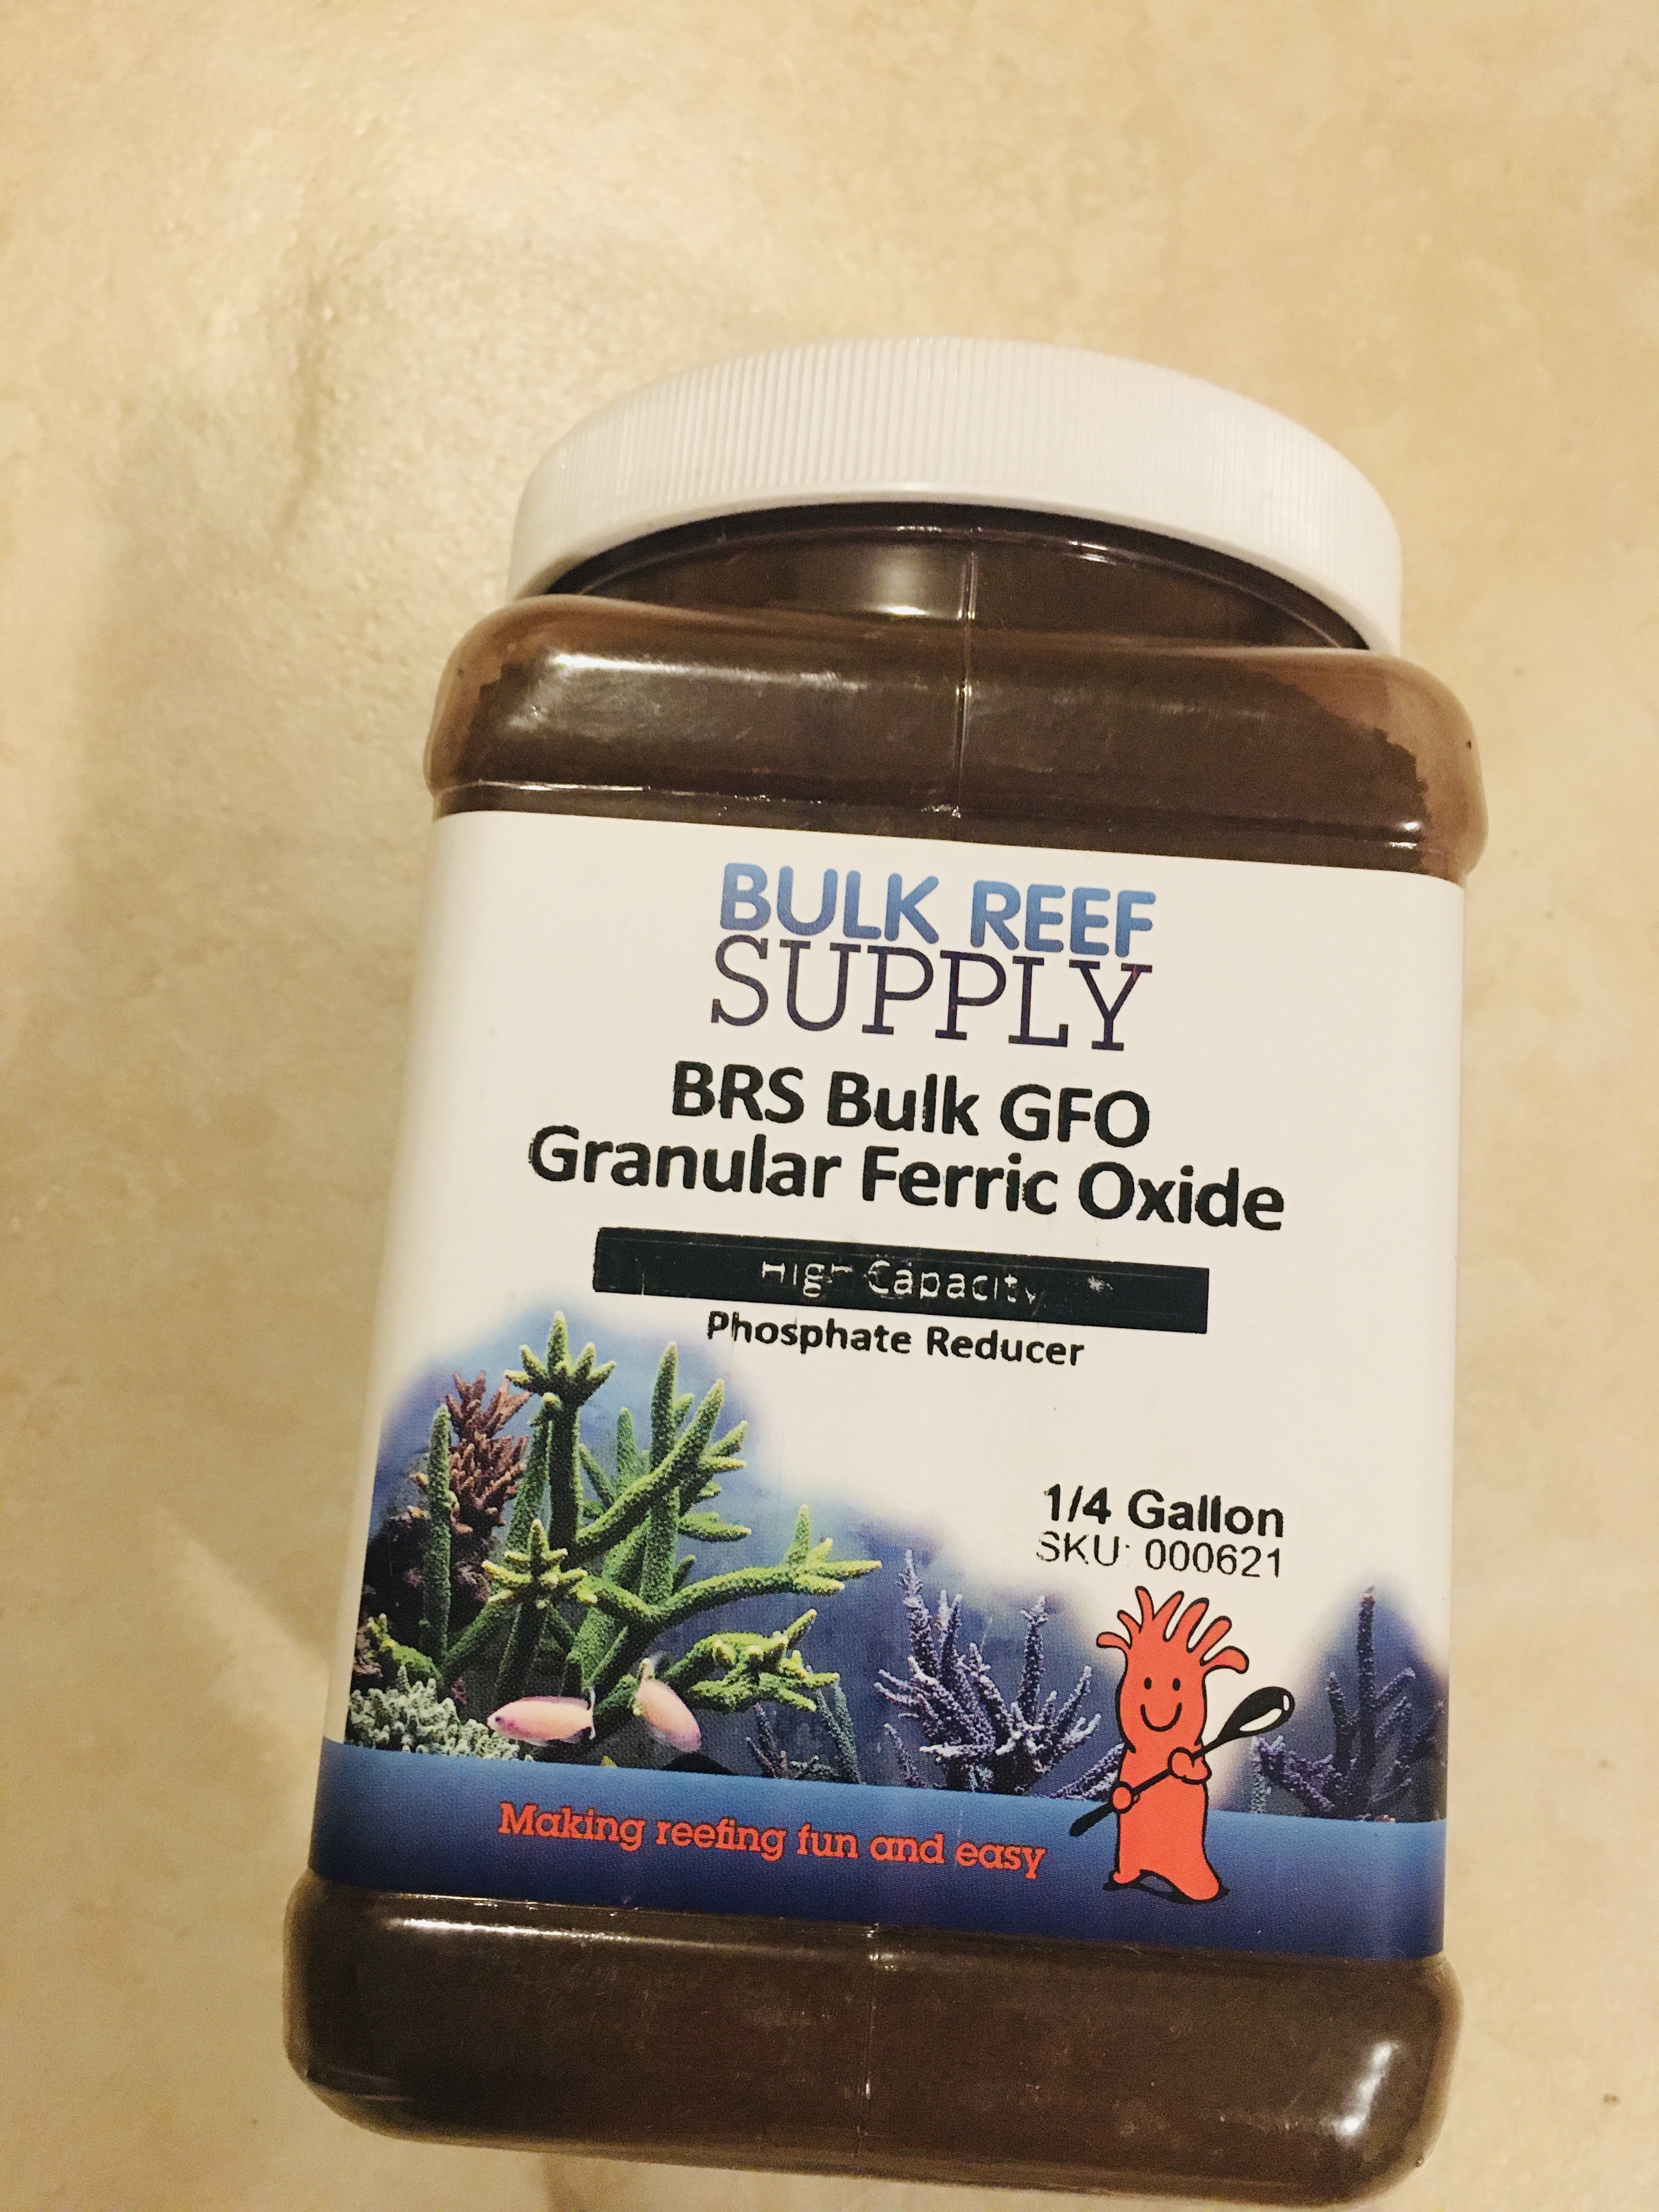 BULK REEF
SUPPLY
BRS Bulk GFO
Granular Ferric Oxide
High Capacity
Phosphate Reducer
1/4 Gallon
SKU: 000621
Making reefing fun and easy